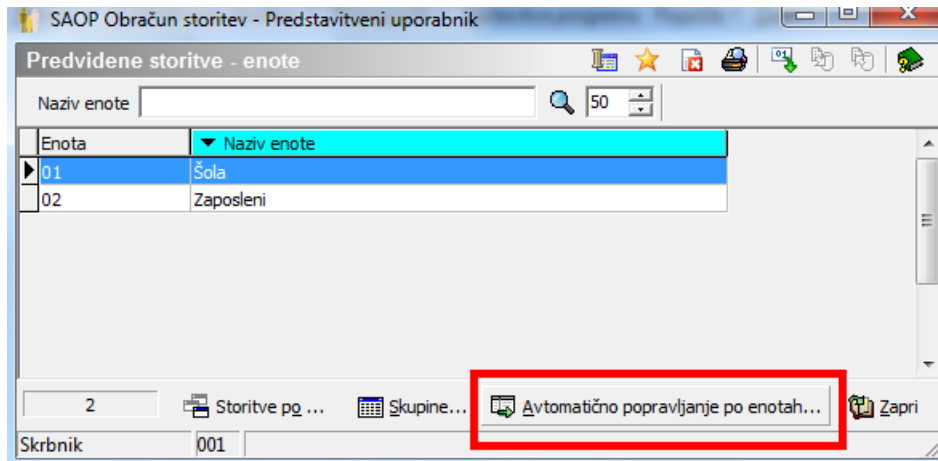 SAOP Obračun storitev - Predstavitveni uporabnik
Predvidene storitve - enote
Naziv enote 50
Enota Naziv enote
01 Šola
02 Zaposleni
2 Storitve po ... Skupine... Avtomatično popravljanje po enotah... Zapri
Skrbnik 001